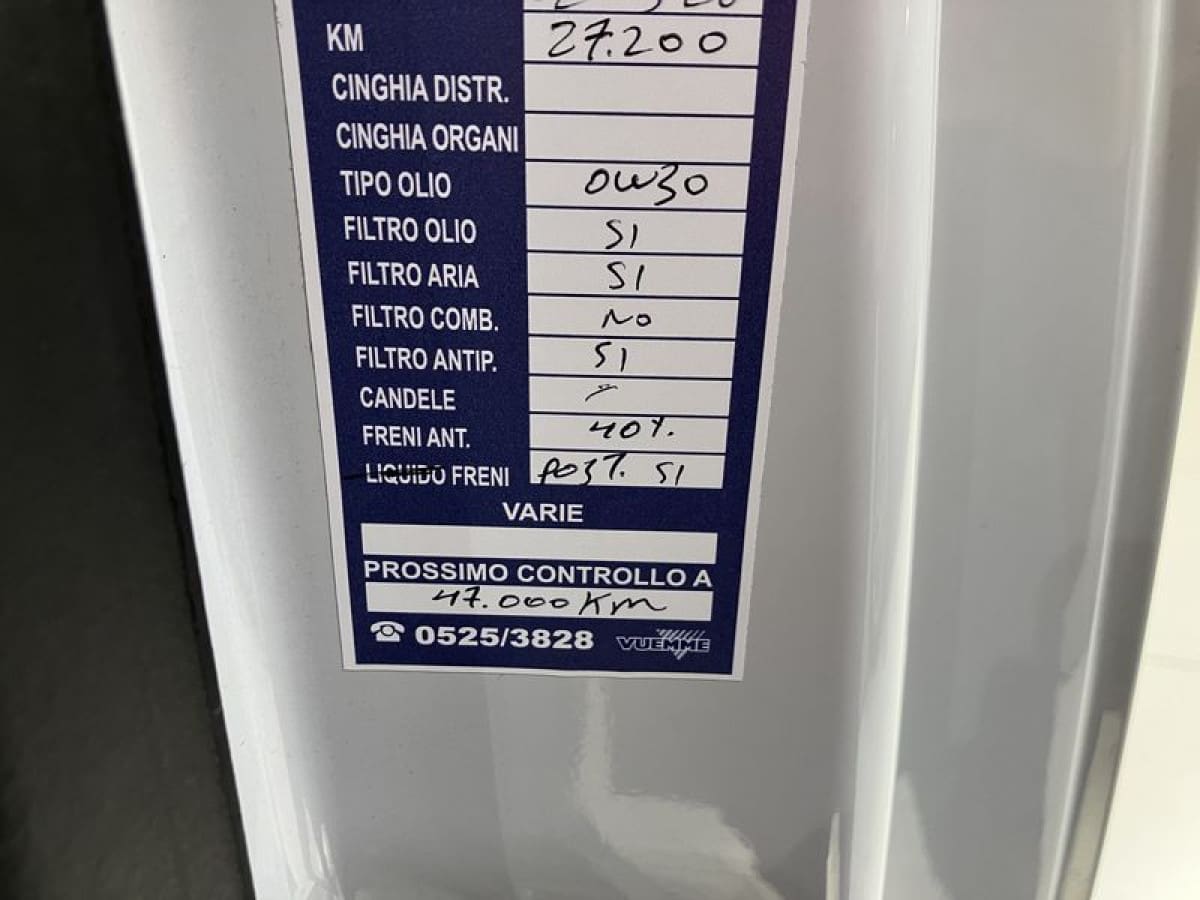 KM 27.200
CINGHIA DISTR.
CINGHIA ORGANI
TIPO OLIO 0W30
FILTRO OLIO SI
FILTRO ARIA SI
FILTRO COMB. NO
FILTRO ANTIP. SI
CANDELE
FRENI ANT. 40%.
LIQUIDO FRENI POST. SI
VARIE
PROSSIMO CONTROLLO A
47.000 Km
☎ 0525/3828 VUEMME